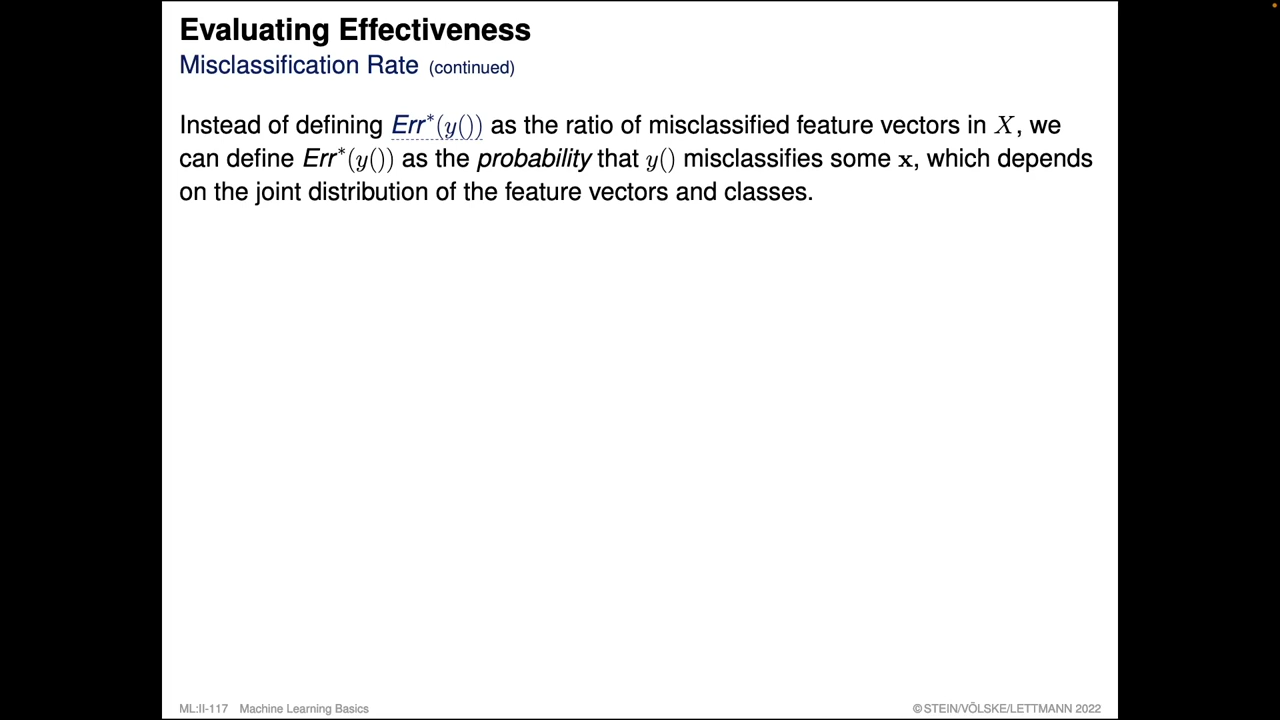 Evaluating Effectiveness
Misclassification Rate (continued)
Instead of defining Err*(y()) as the ratio of misclassified feature vectors in X, we
can define Err*(y()) as the probability that y() misclassifies some x, which depends
on the joint distribution of the feature vectors and classes.
ML:II-117 Machine Learning Basics
© STEIN/VÖLSKE/LETTMANN 2022